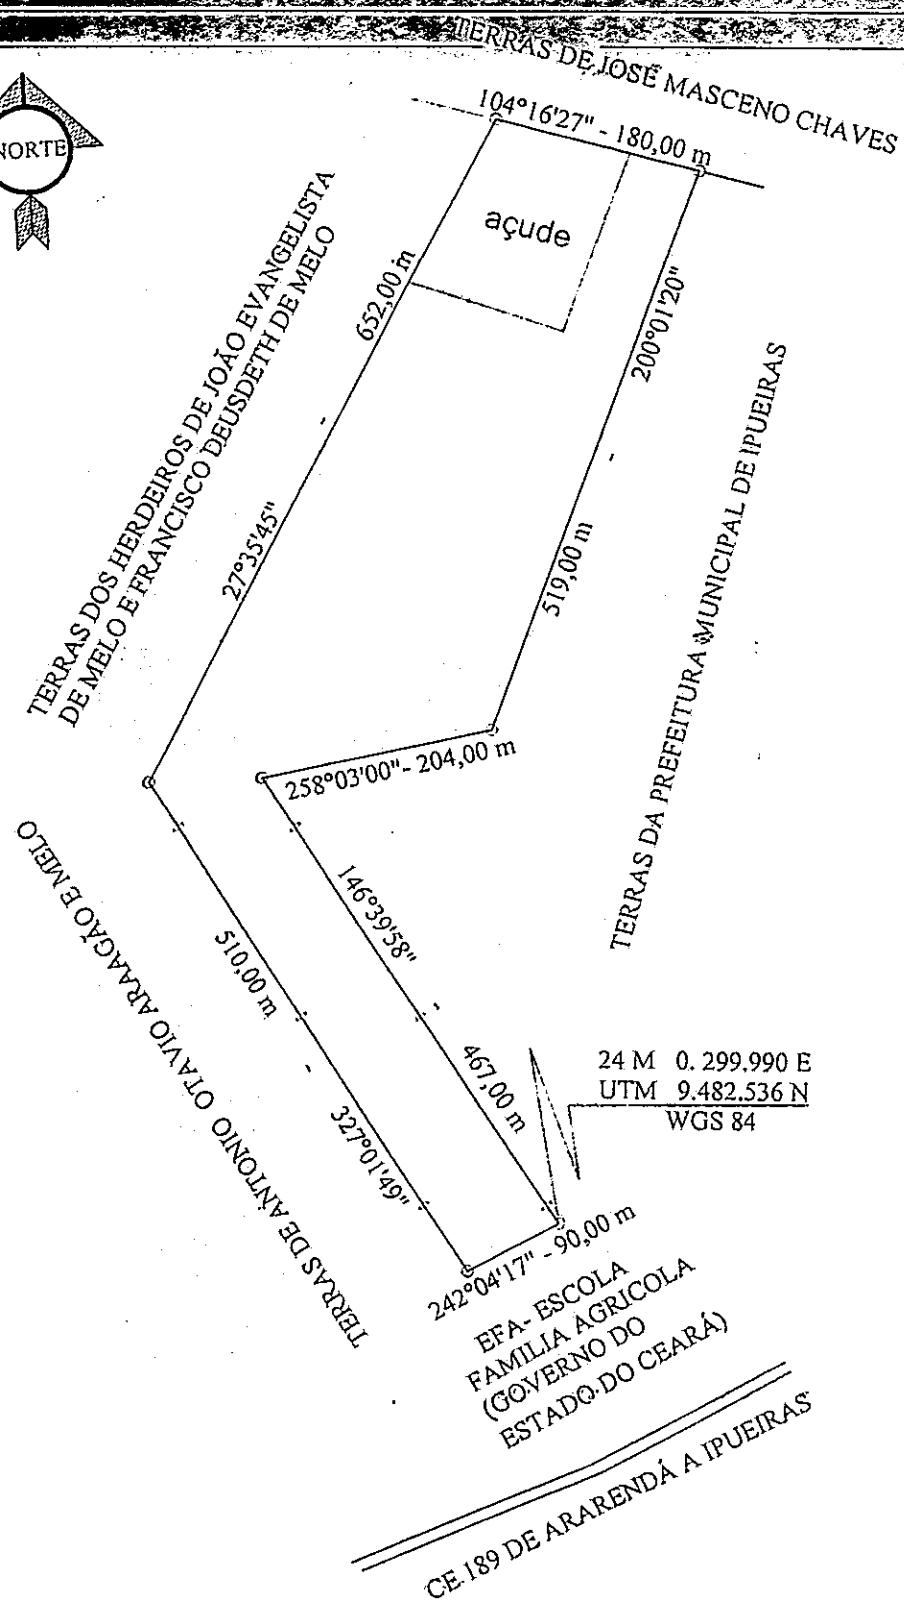 TERRAS DE JOSÉ MASCENO CHAVES
NORTE
104°16'27" - 180,00 m
açude
TERRAS DOS HERDEIROS DE JOÃO EVANGELISTA
DE MELO E FRANCISCO DEUSDETH DE MELO
652,00 m
27°35'45"
200°01'20"
519,00 m
TERRAS DA PREFEITURA MUNICIPAL DE IPUEIRAS
258°03'00" - 204,00 m
146°39'58"
467,00 m
TERRAS DE ANTONIO OTAVIO ARAAGÃO E MELO
510,00 m
327°01'49"
24 M 0. 299.990 E
UTM 9.482.536 N
WGS 84
242°04'17" - 90,00 m
EFA- ESCOLA
FAMILIA AGRICOLA
(GOVERNO DO
ESTADO DO CEARÁ)
CE 189 DE ARARENDÁ A IPUEIRAS